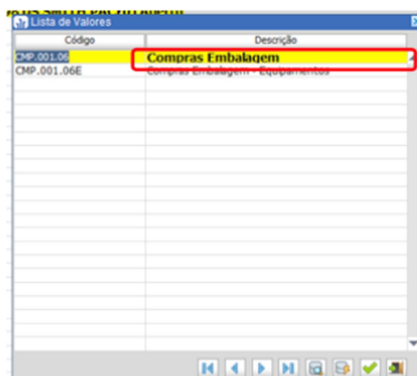 Lista de Valores
Código Descrição
CMP.001.06 Compras Embalagem
CMP.001.06E Compras Embalagem - Equipamentos